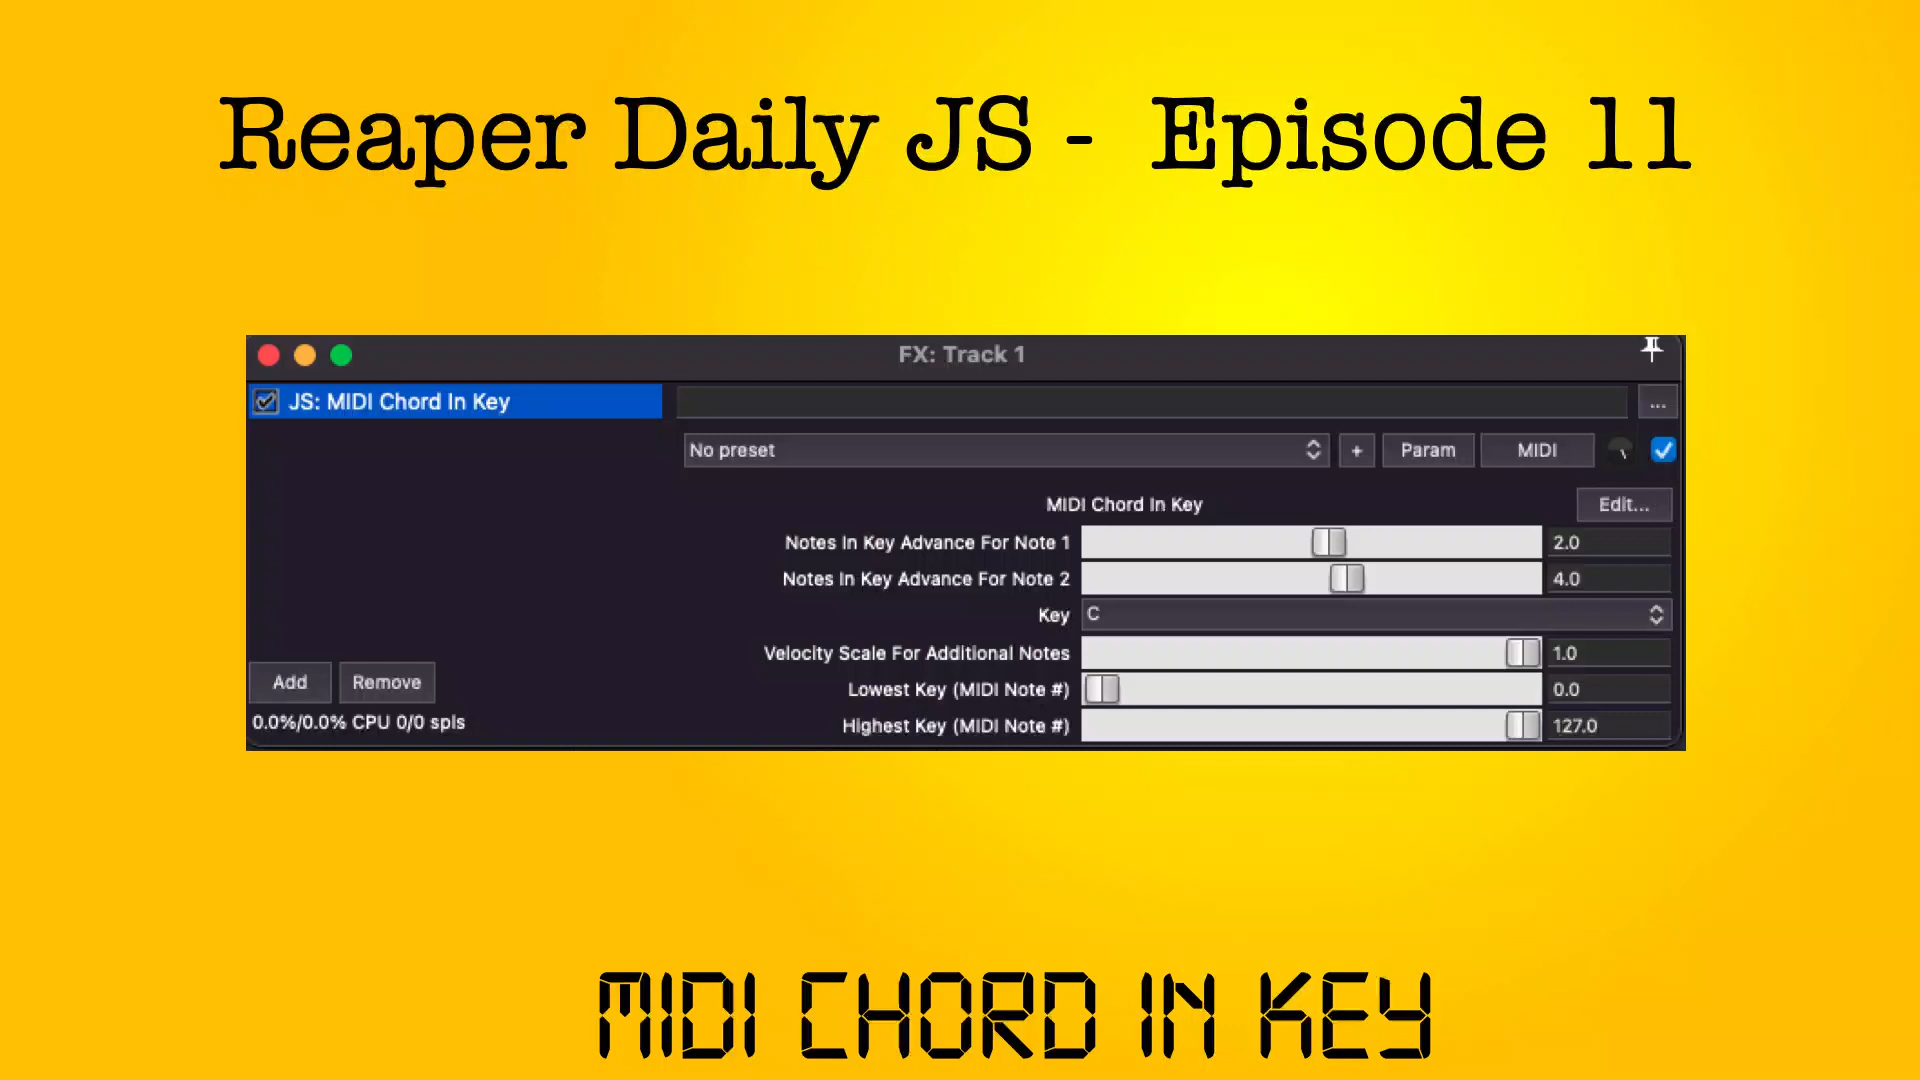 Reaper Daily JS - Episode 11
FX: Track 1
JS: MIDI Chord In Key
...
No preset
+
Param
MIDI
MIDI Chord In Key
Edit...
Notes In Key Advance For Note 1
2.0
Notes In Key Advance For Note 2
4.0
Key
C
Velocity Scale For Additional Notes
1.0
Lowest Key (MIDI Note #)
0.0
Highest Key (MIDI Note #)
127.0
Add
Remove
0.0%/0.0% CPU 0/0 spls
MIDI CHORD IN KEY